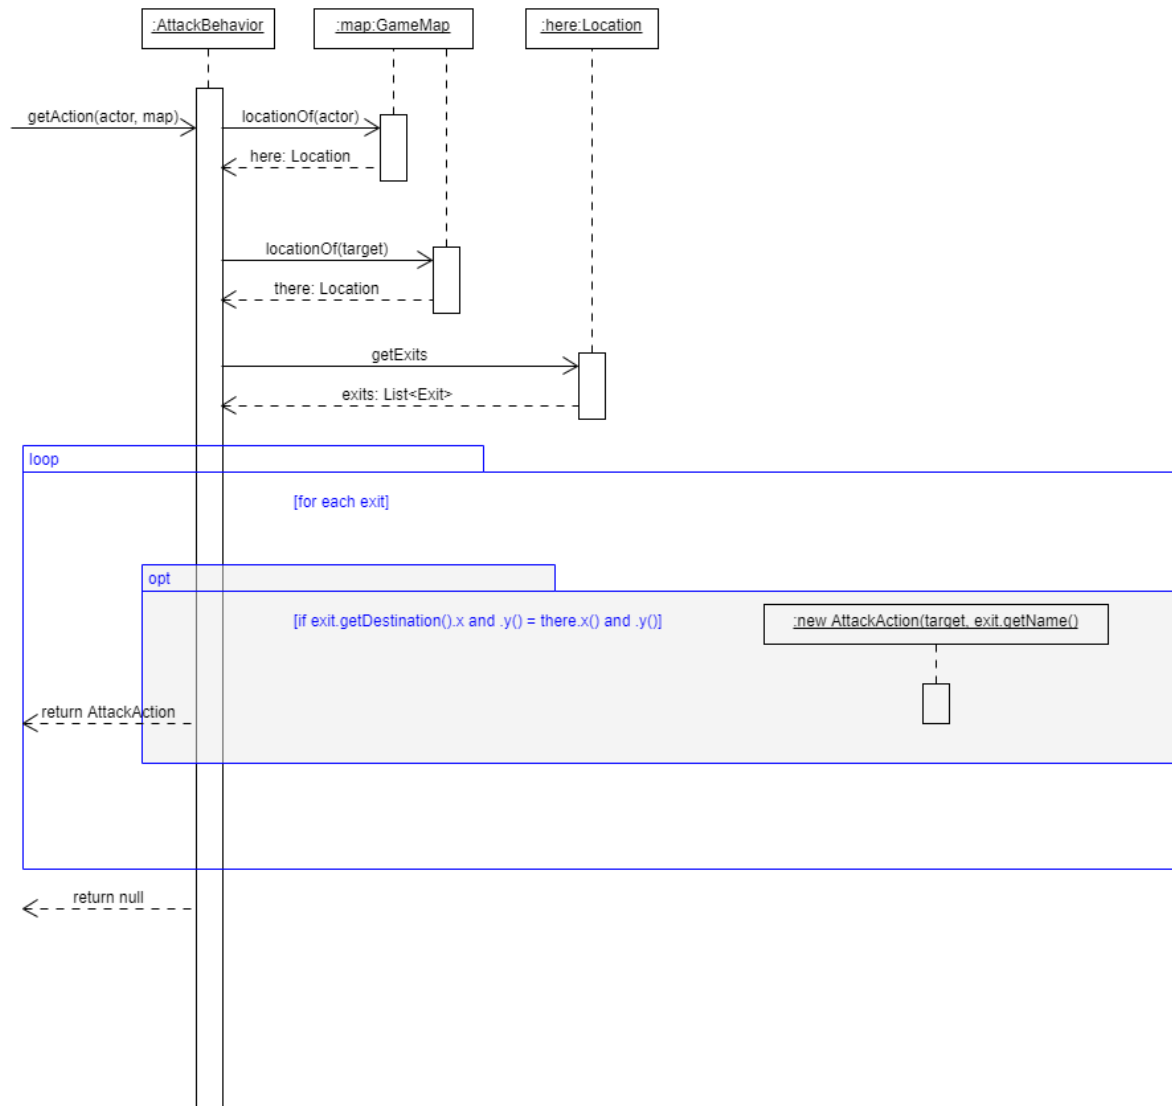 :AttackBehavior
:map:GameMap
:here:Location
getAction(actor, map)
locationOf(actor)
here: Location
locationOf(target)
there: Location
getExits
exits: List<Exit>
loop
[for each exit]
opt
[if exit.getDestination().x and .y() = there.x() and .y()]
:new AttackAction(target, exit.getName()
return AttackAction
return null